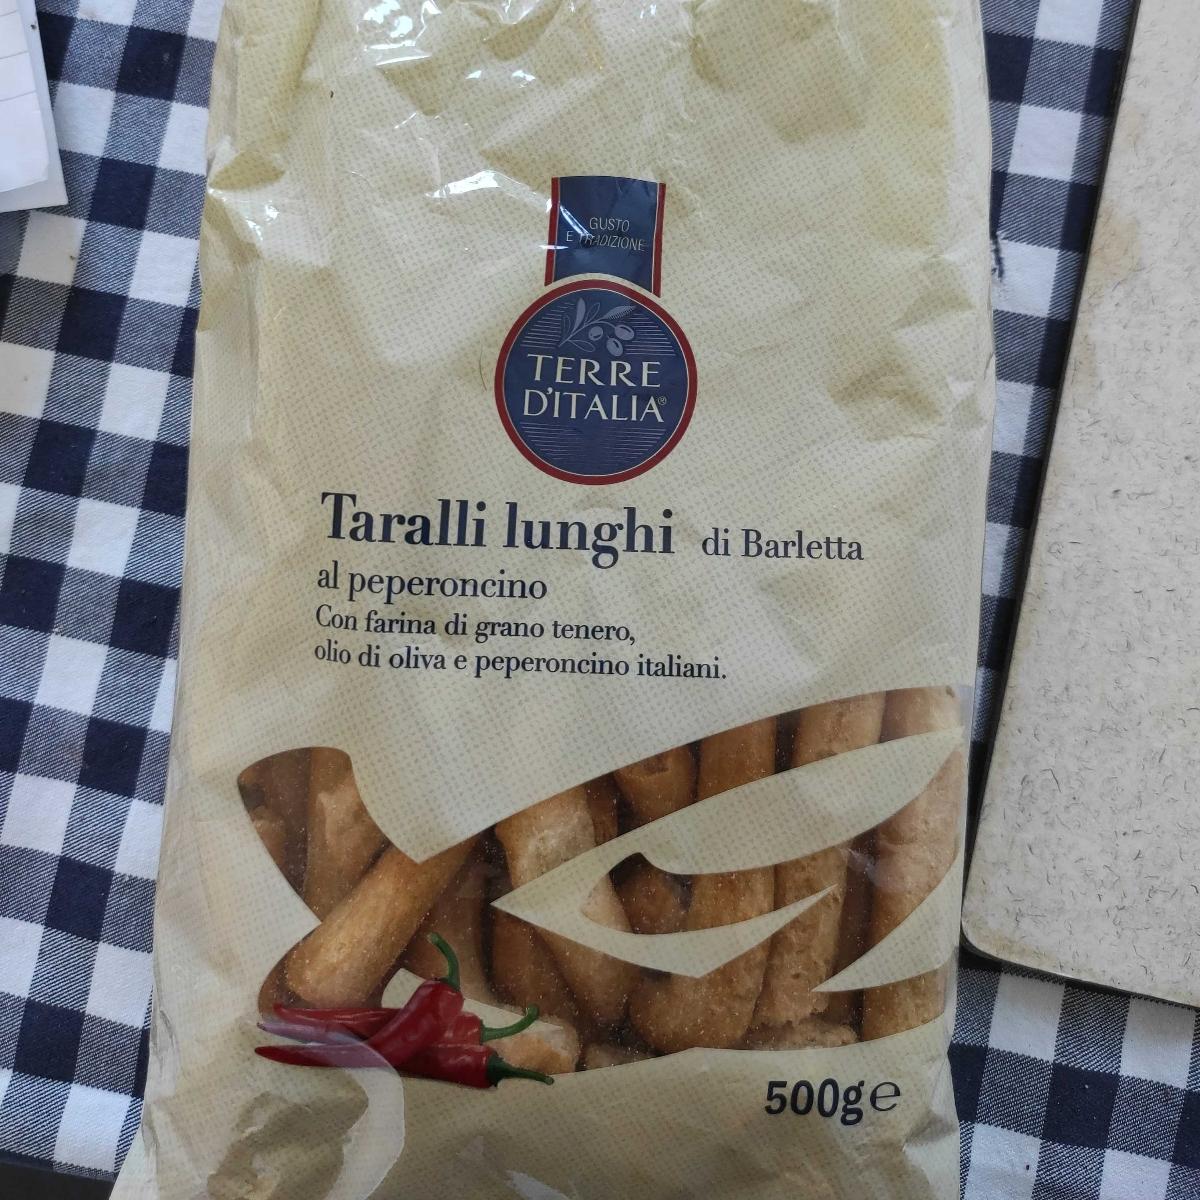 GUSTO
E TRADIZIONE
TERRE
D'ITALIA®
Taralli lunghi di Barletta
al peperoncino
Con farina di grano tenero,
olio di oliva e peperoncino italiani.
500g e